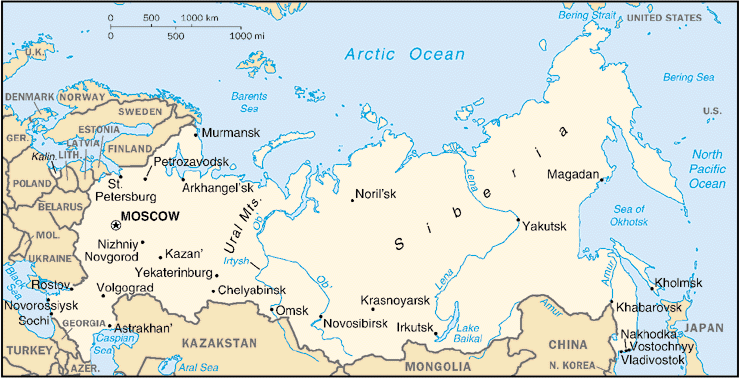 0 500 1000 km
0 500 1000 mi
Bering Strait
UNITED STATES
U.K.
Arctic Ocean
Bering Sea
Barents
Sea
DENMARK
NORWAY
U.S.
SWEDEN
GER.
ESTONIA
Murmansk
LATVIA
FINLAND
North
Pacific
Ocean
Kalin.
LITH.
Petrozavodsk
POLAND
St.
Petersburg
Arkhangel'sk
Noril'sk
Lena
Magadan
BELARUS
MOSCOW
Ural Mts.
Ob'
Siberia
Sea of
Okhotsk
Yakutsk
MOL.
Nizhniy
Novgorod
Kazan'
UKRAINE
Irtysh
Yekaterinburg
Ob'
Lena
Amur
Black
Sea
Rostov
Volgograd
Chelyabinsk
Krasnoyarsk
Kholmsk
Novorossiysk
Omsk
Amur
Khabarovsk
Sochi
GEORGIA
Astrakhan'
Novosibirsk
Irkutsk
Lake
Baikal
JAPAN
Caspian
Sea
KAZAKHSTAN
CHINA
Nakhodka
Vostochnyy
Vladivostok
TURKEY
AZER.
Aral Sea
MONGOLIA
N. KOREA